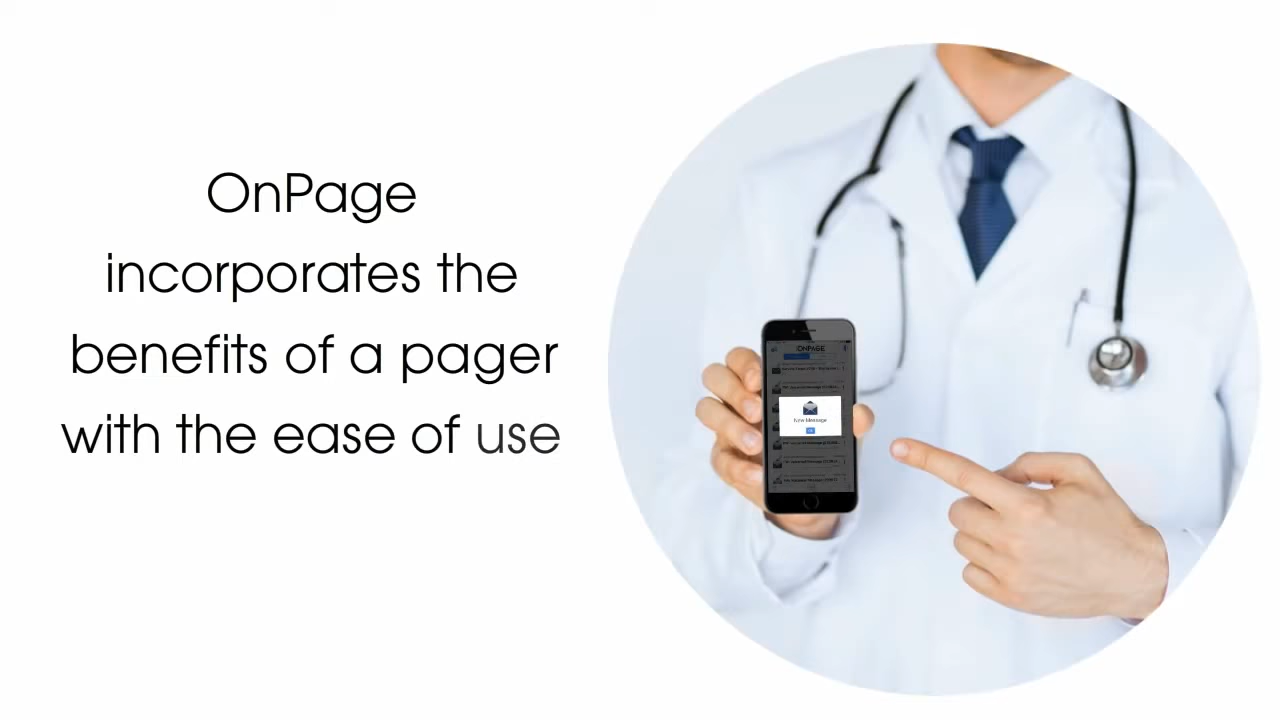 OnPage
incorporates the
benefits of a pager
with the ease of use
ONPAGE
New Message